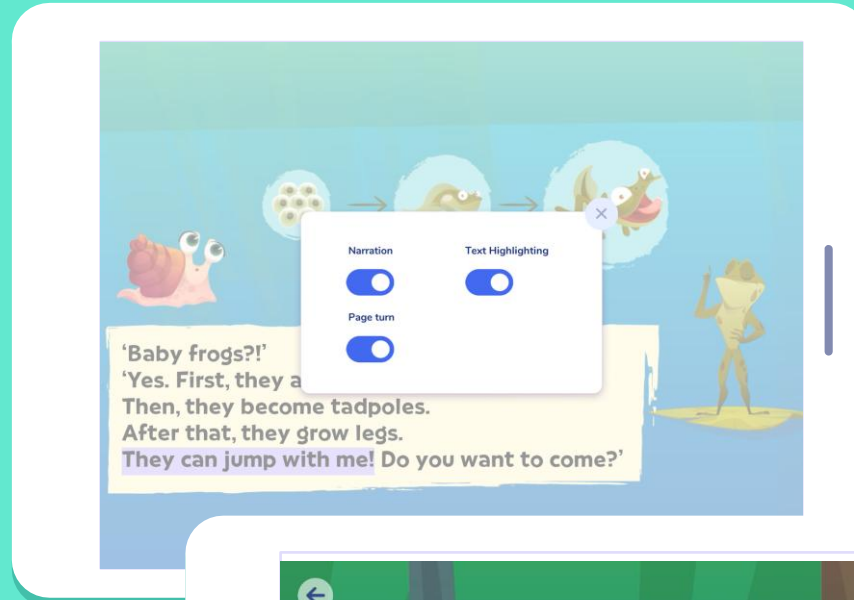 Narration
Text Highlighting
Page turn
‘Baby frogs?!’
‘Yes. First, they
Then, they become tadpoles.
After that, they grow legs.
They can jump with me! Do you want to come?’